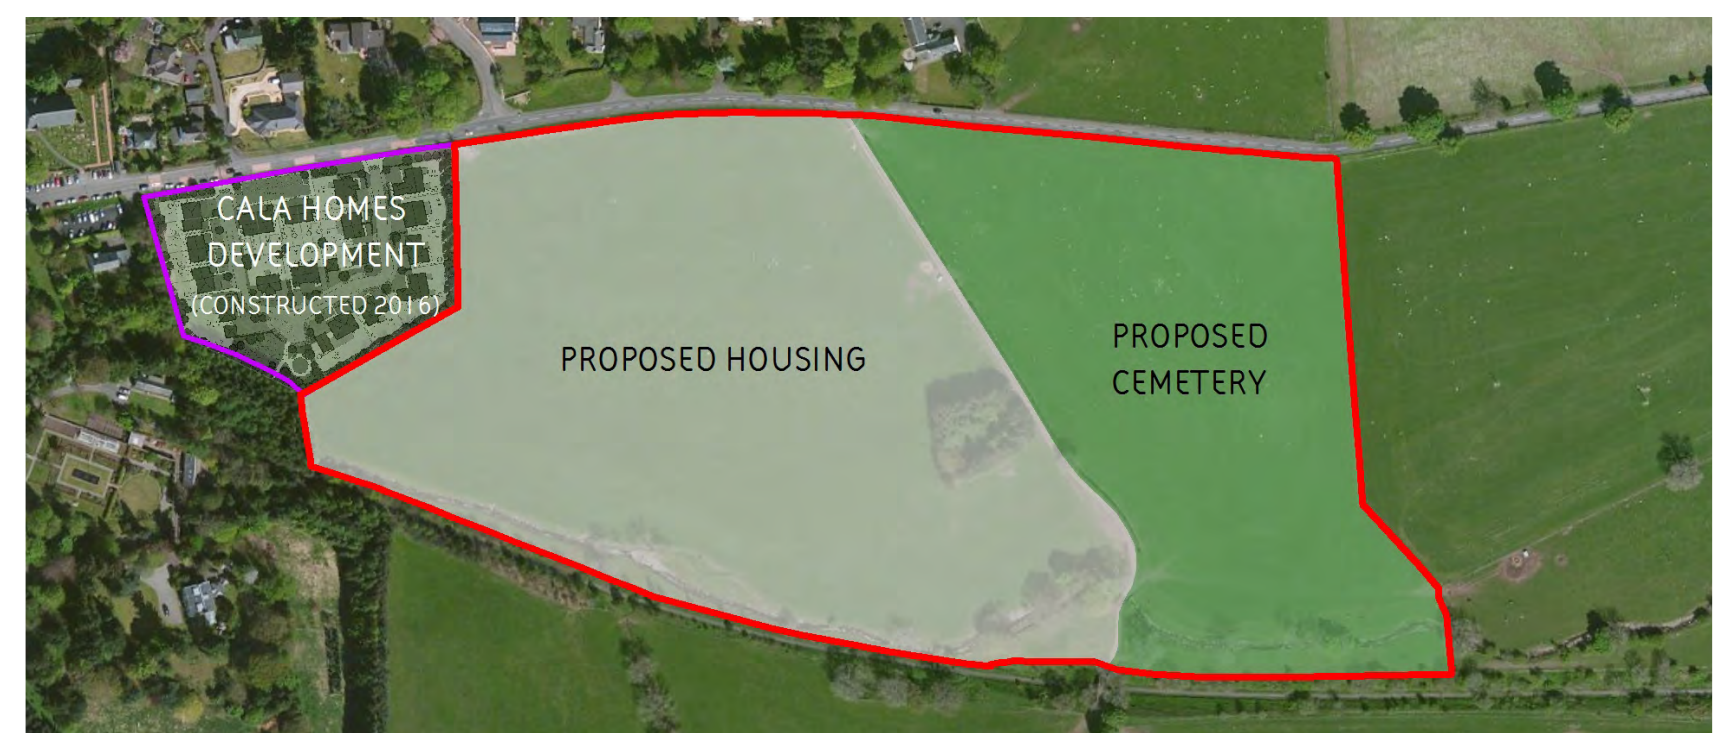 CALA HOMES
DEVELOPMENT
(CONSTRUCTED 2016)
PROPOSED HOUSING
PROPOSED
CEMETERY